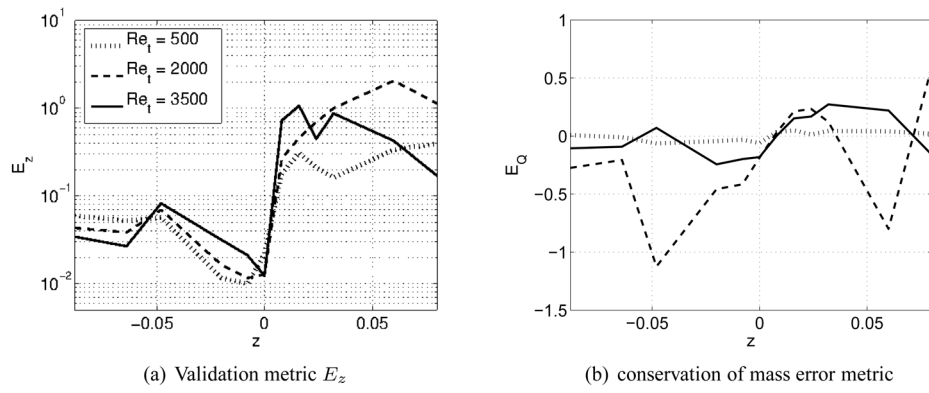 10^1
10^0
10^-1
10^-2
E_z
Re_t = 500
Re_t = 2000
Re_t = 3500
−0.05 0 0.05
z
(a) Validation metric E_z
1
0.5
0
−0.5
−1
−1.5
E_Q
−0.05 0 0.05
z
(b) conservation of mass error metric